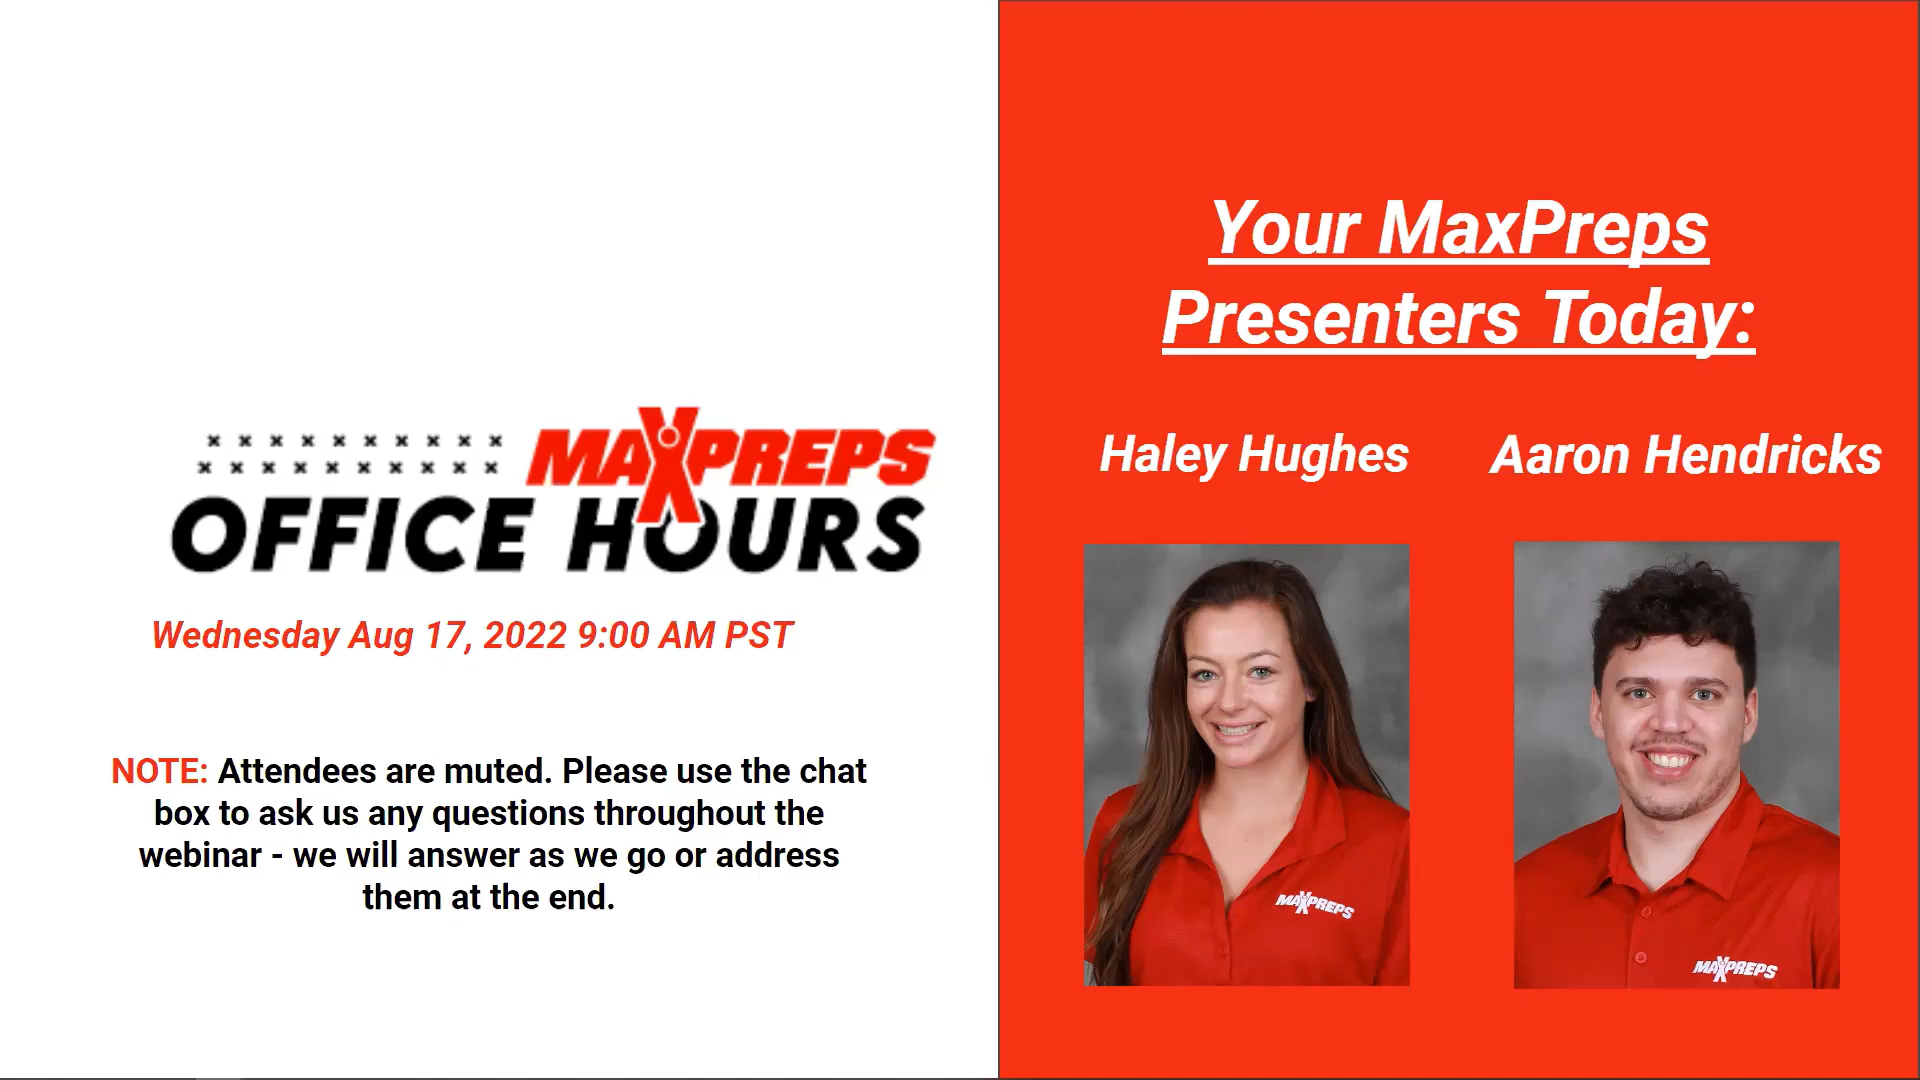 MAXPREPS
OFFICE HOURS
Wednesday Aug 17, 2022 9:00 AM PST
NOTE: Attendees are muted. Please use the chat
box to ask us any questions throughout the
webinar - we will answer as we go or address
them at the end.
Your MaxPreps
Presenters Today:
Haley Hughes
Aaron Hendricks
MAXPREPS
MAXPREPS